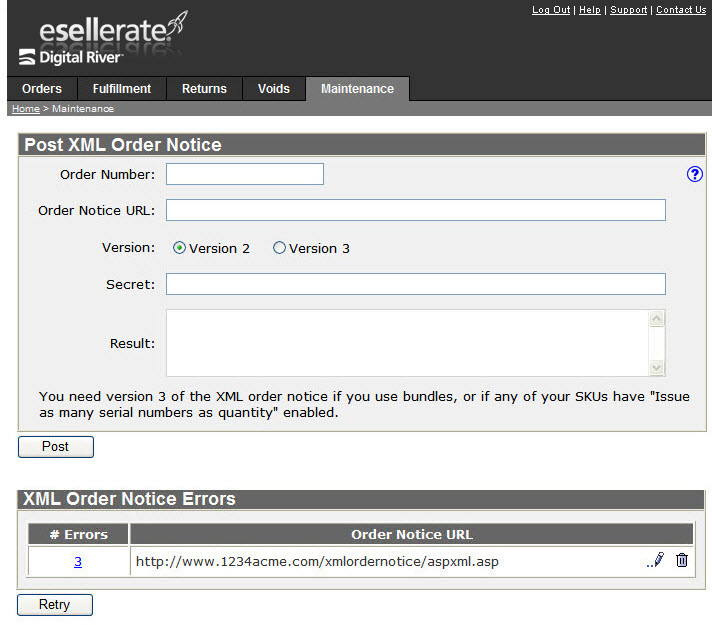 Log Out | Help | Support | Contact Us
esellerate
Digital River
Orders Fulfillment Returns Voids Maintenance
Home > Maintenance
Post XML Order Notice
Order Number: ?
Order Notice URL:
Version: Version 2 Version 3
Secret:
Result:
You need version 3 of the XML order notice if you use bundles, or if any of your SKUs have "Issue
as many serial numbers as quantity" enabled.
Post
XML Order Notice Errors
# Errors Order Notice URL
3 http://www.1234acme.com/xmlordernotice/aspxml.asp
Retry